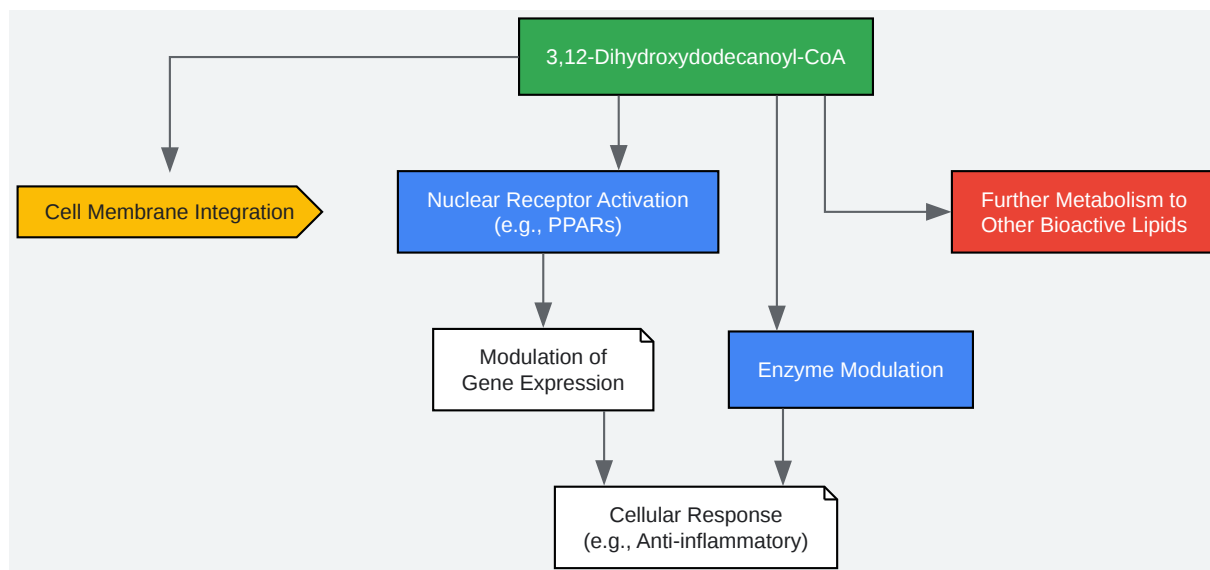 3,12-Dihydroxydodecanoyl-CoA
Cell Membrane Integration
Nuclear Receptor Activation
(e.g., PPARs)
Further Metabolism to
Other Bioactive Lipids
Modulation of
Gene Expression
Enzyme Modulation
Cellular Response
(e.g., Anti-inflammatory)